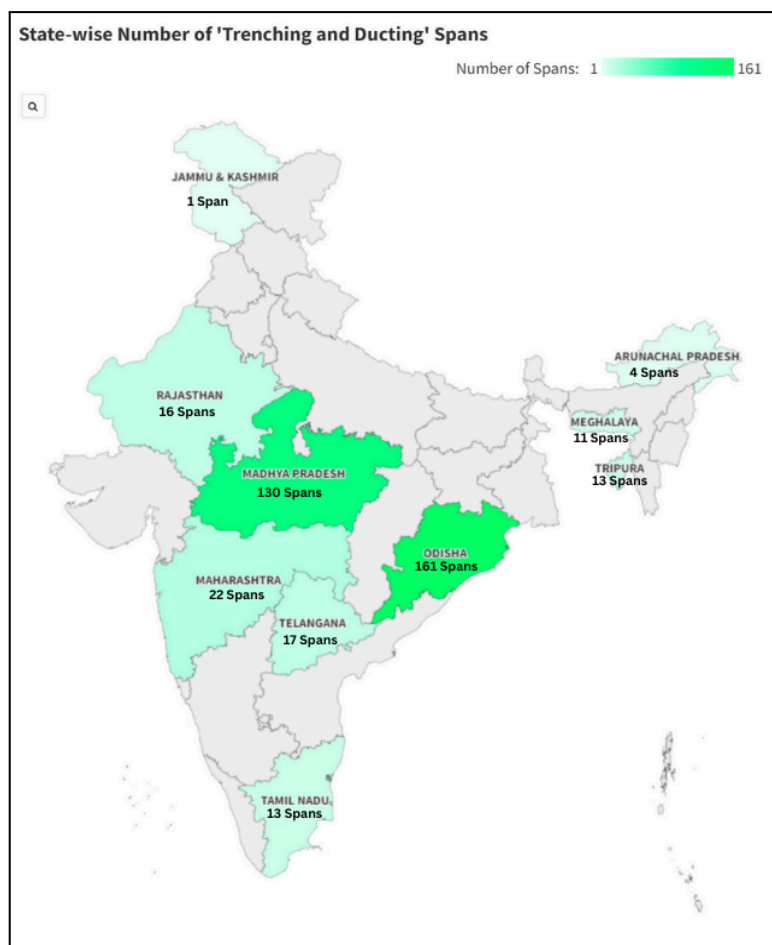 State-wise Number of 'Trenching and Ducting' Spans
Number of Spans: 1 161
JAMMU & KASHMIR
1 Span
ARUNACHAL PRADESH
4 Spans
RAJASTHAN
16 Spans
MEGHALAYA
11 Spans
TRIPURA
13 Spans
MADHYA PRADESH
130 Spans
ODISHA
161 Spans
MAHARASHTRA
22 Spans
TELANGANA
17 Spans
TAMIL NADU
13 Spans